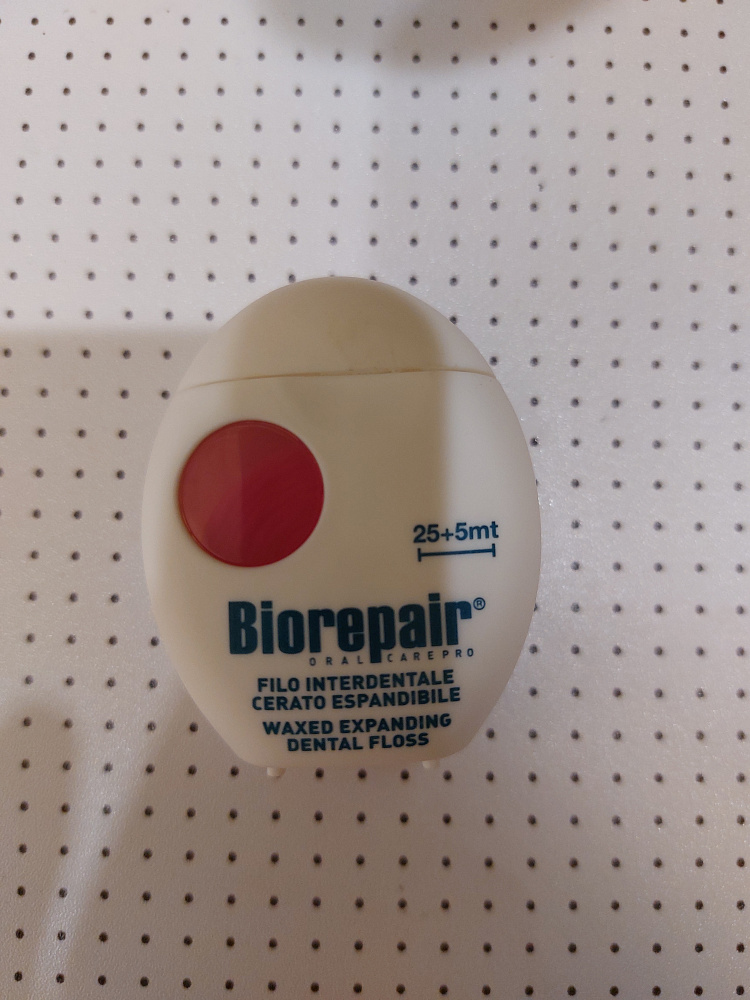 25+5mt
Biorepair®
ORAL CARE PRO
FILO INTERDENTALE
CERATO ESPANDIBILE
WAXED EXPANDING
DENTAL FLOSS